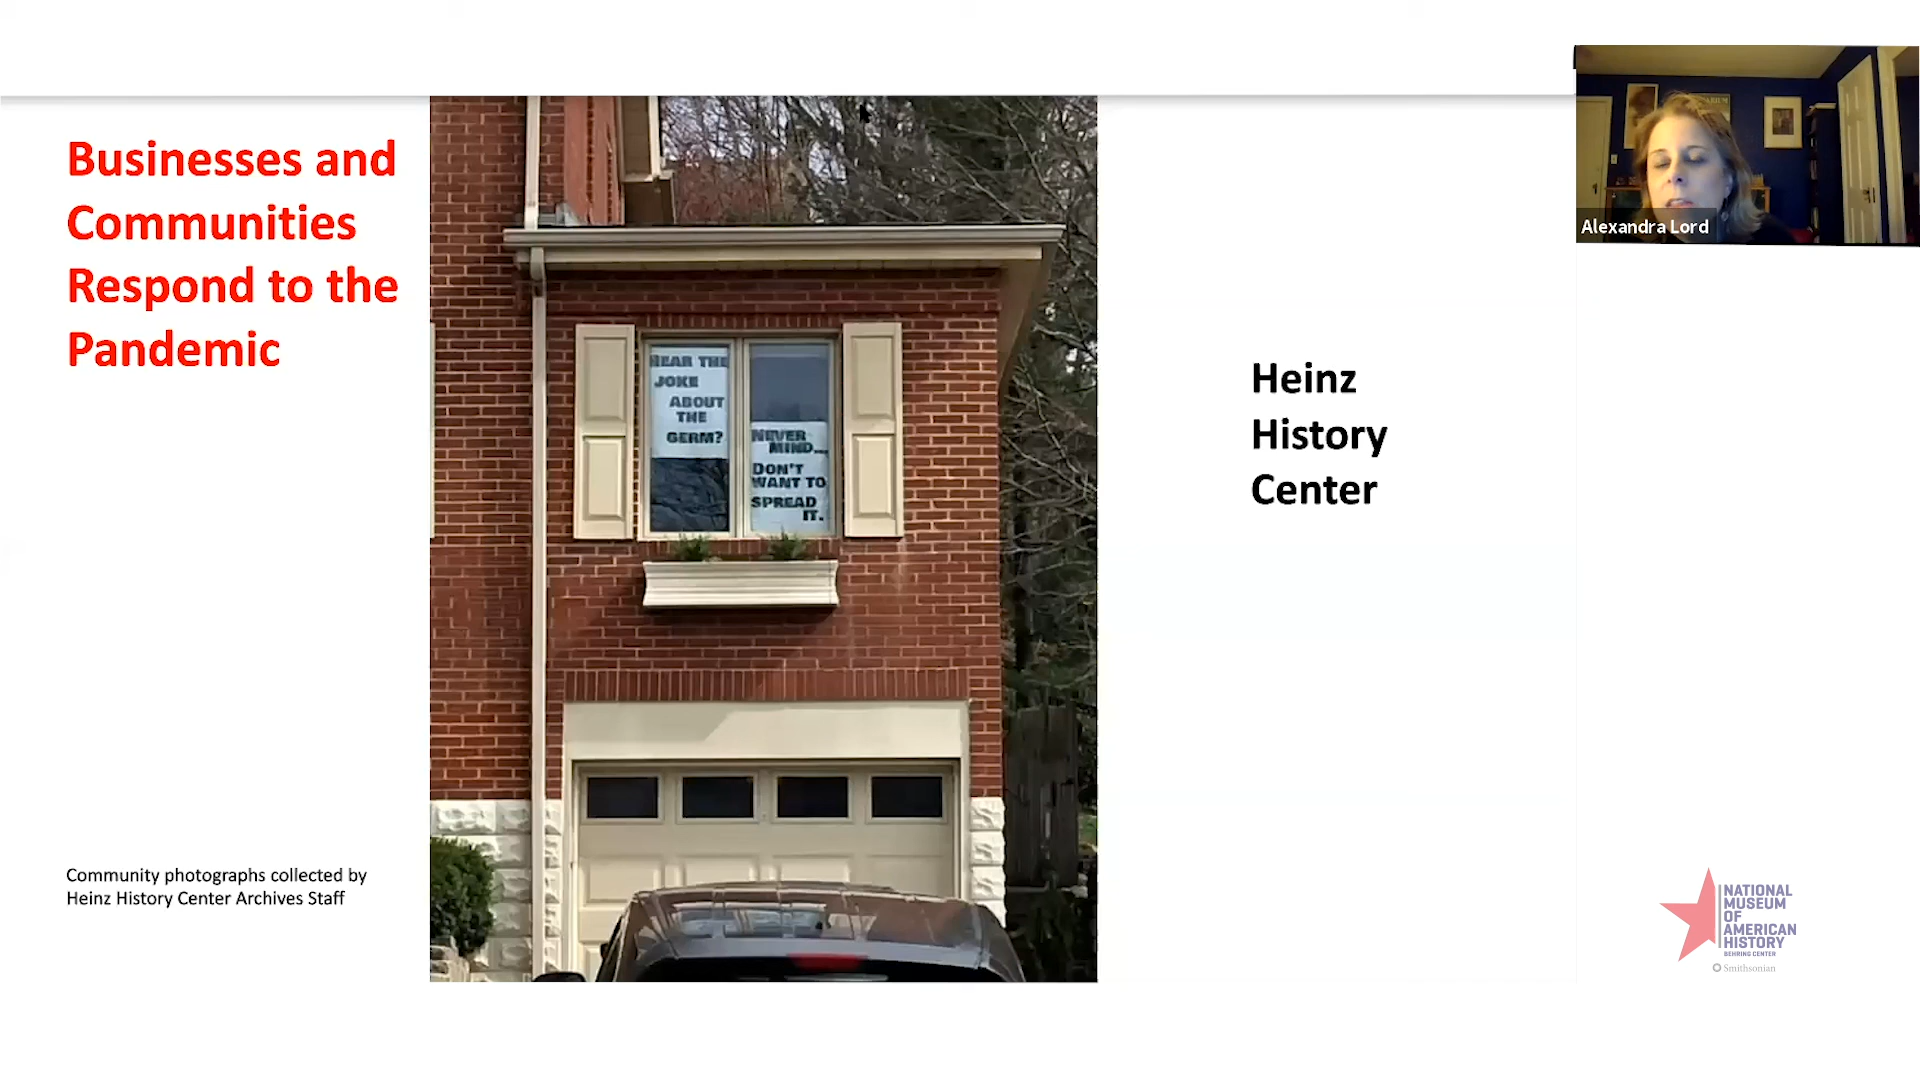 Businesses and
Communities
Respond to the
Pandemic
HEAR THE
JOKE
ABOUT
THE
GERM?
NEVER
MIND...
DON'T
WANT TO
SPREAD
IT.
Heinz
History
Center
Alexandra Lord
Community photographs collected by
Heinz History Center Archives Staff
NATIONAL
MUSEUM
OF
AMERICAN
HISTORY
BEHRING CENTER
Smithsonian